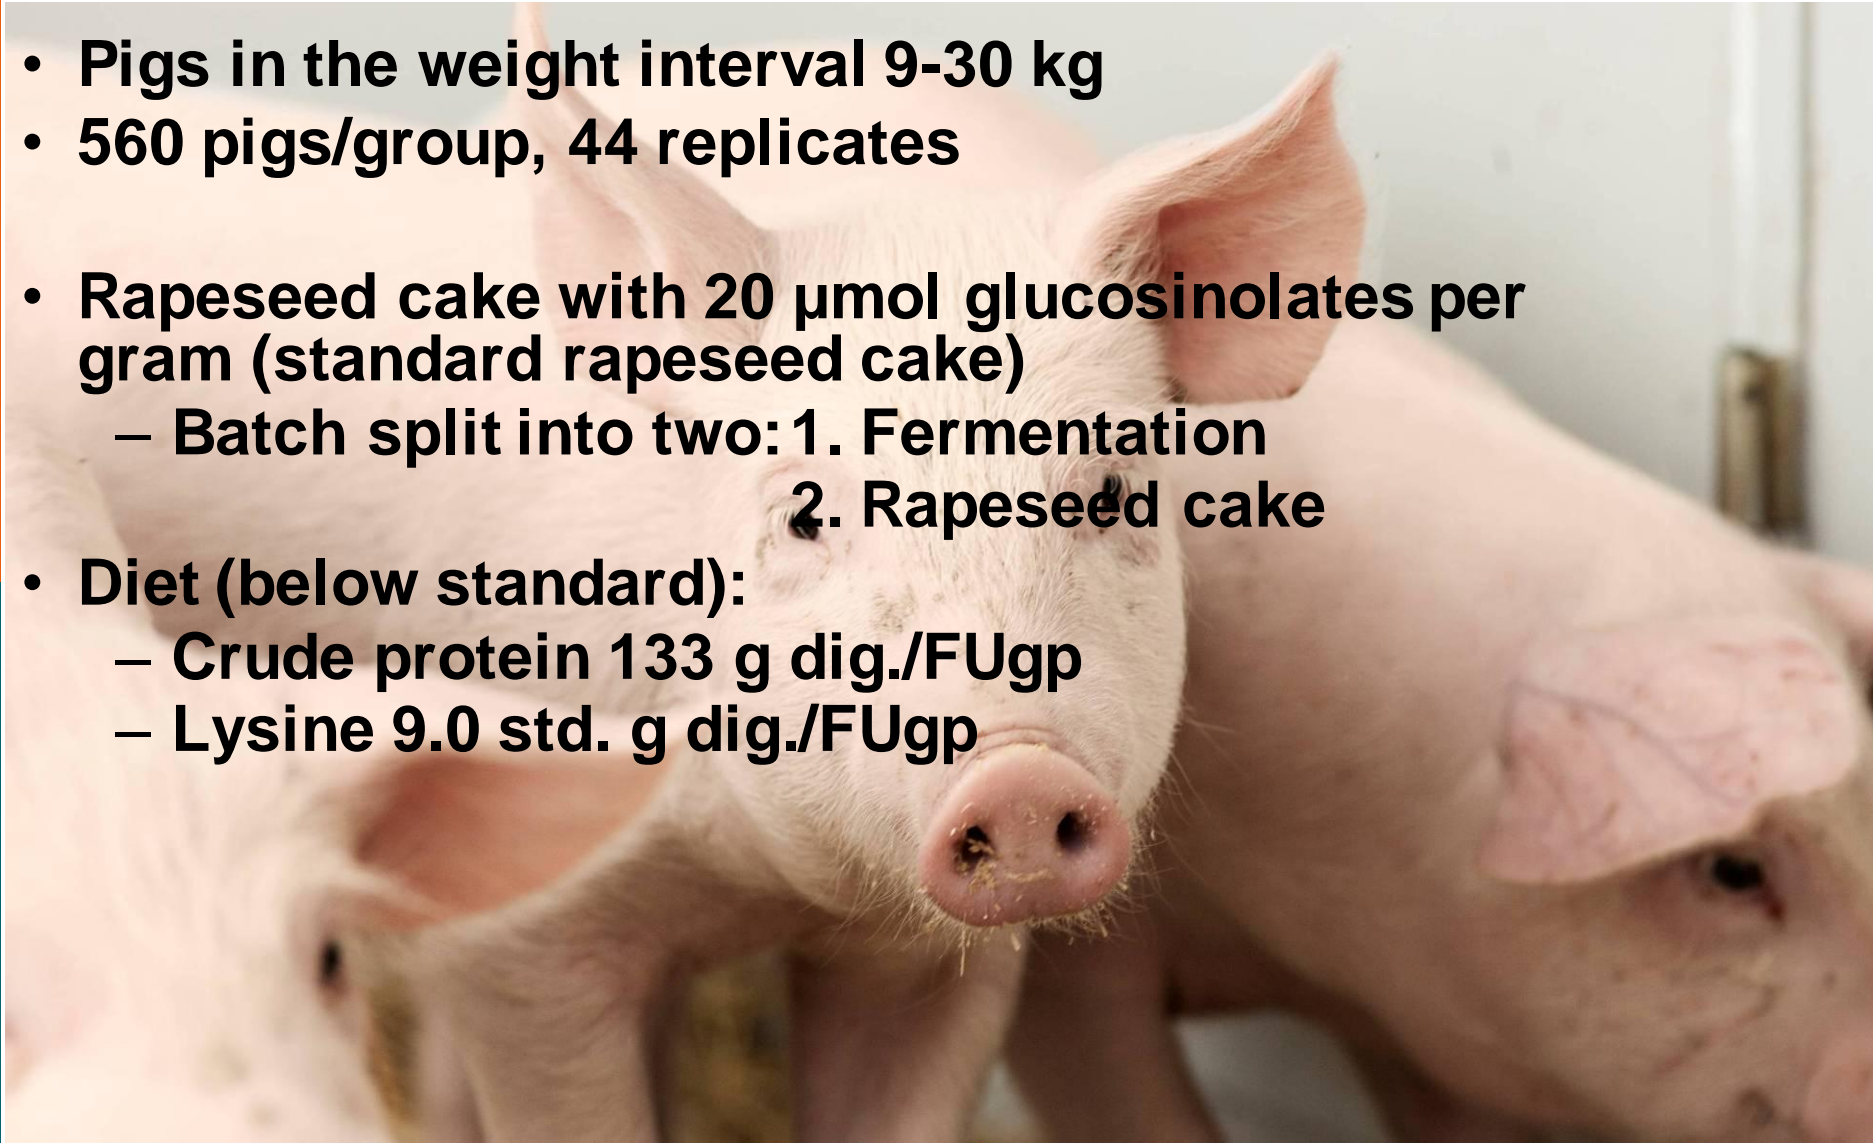 • Pigs in the weight interval 9-30 kg
• 560 pigs/group, 44 replicates
• Rapeseed cake with 20 µmol glucosinolates per
gram (standard rapeseed cake)
– Batch split into two: 1. Fermentation
2. Rapeseed cake
• Diet (below standard):
– Crude protein 133 g dig./FUgp
– Lysine 9.0 std. g dig./FUgp